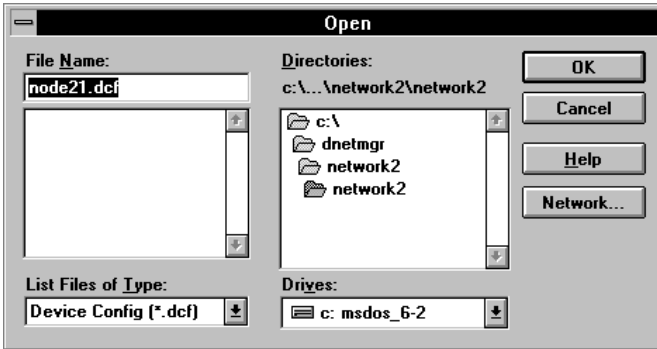 Open
File Name:
node21.dcf
List Files of Type:
Device Config (*.dcf)
Directories:
c:\...\network2\network2
c:\
dnetmgr
network2
network2
Drives:
c: msdos_6-2
OK
Cancel
Help
Network...